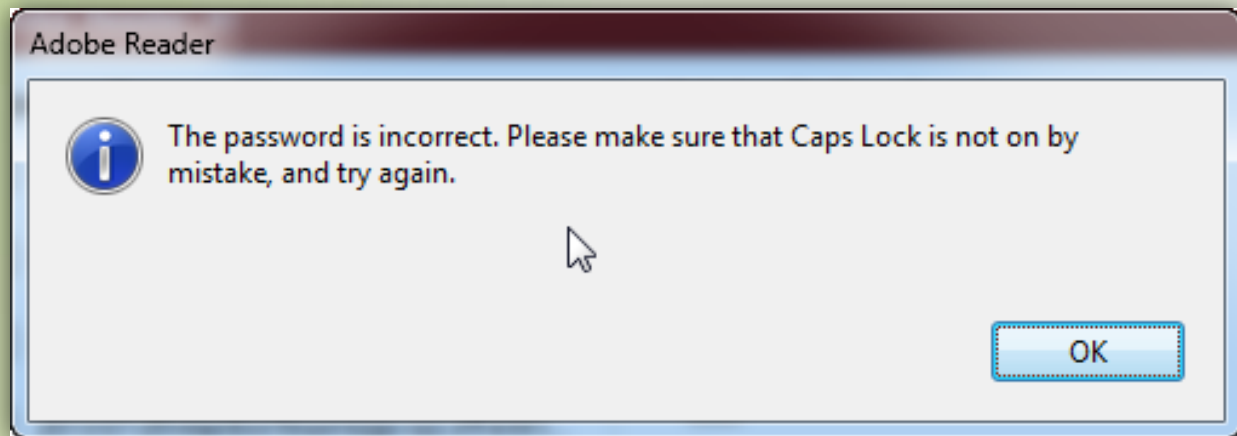 Adobe Reader
The password is incorrect. Please make sure that Caps Lock is not on by
mistake, and try again.
OK